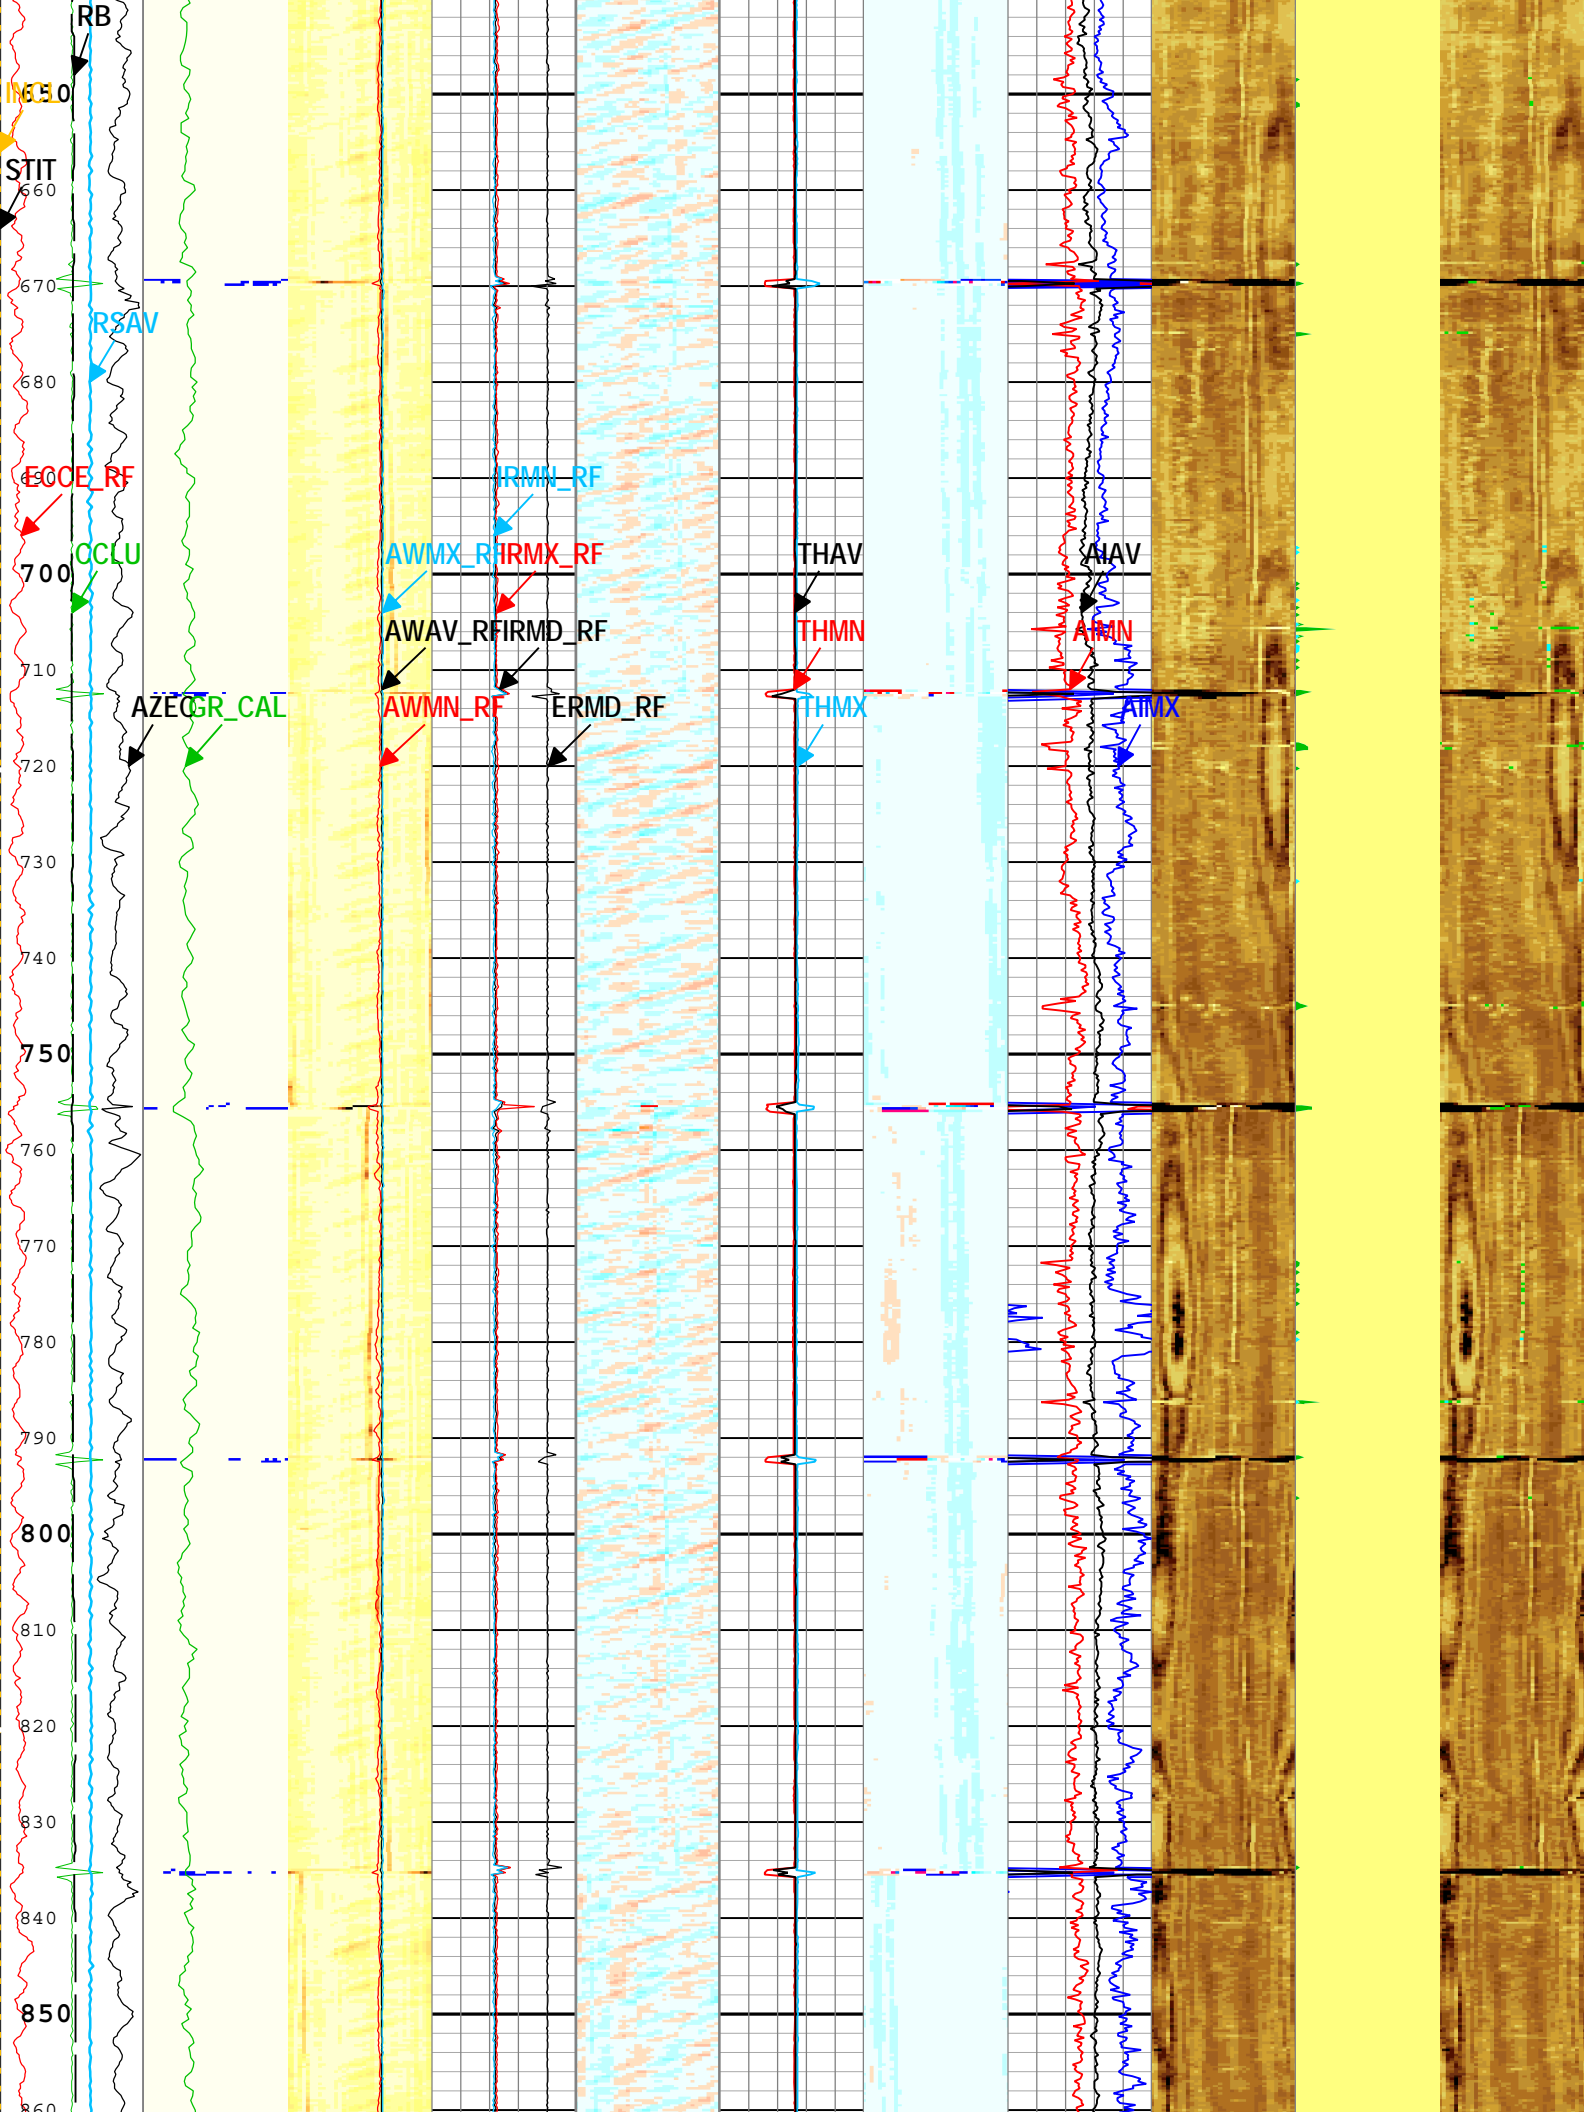 RB
INCL
650
STIT
660
670
RSAV
680
690
ECCE_RF
IRMN_RF
CCLU
AWMX_RF
IRMX_RF
THAV
AIAV
700
AWAV_RF
IRMD_RF
THMN
AIMN
710
AZEC
GR_CAL
AWMN_RF
ERMD_RF
THMX
AIMX
720
730
740
750
760
770
780
790
800
810
820
830
840
850
860